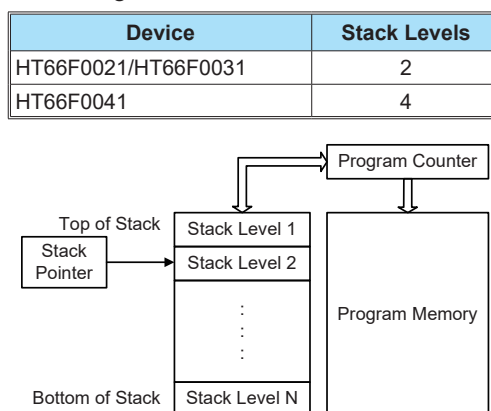 Device Stack Levels
HT66F0021/HT66F0031 2
HT66F0041 4
Program Counter
Top of Stack Stack Level 1
Stack
Pointer
Stack Level 2
:
:
:
Program Memory
Bottom of Stack Stack Level N